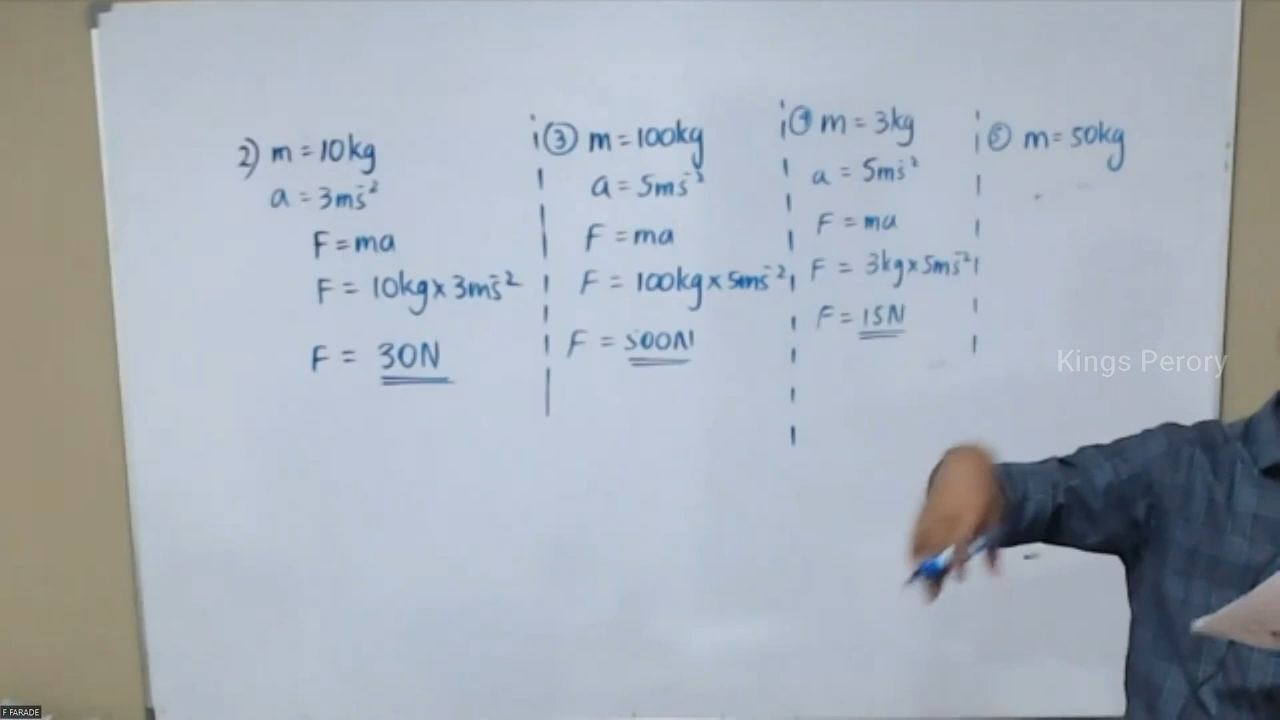 2) m = 10kg
a = 3ms⁻²
F = ma
F = 10kg × 3ms⁻²
F = 30N
③ m = 100kg
a = 5ms⁻²
F = ma
F = 100kg × 5ms⁻²
F = 500N
④ m = 3kg
a = 5ms⁻²
F = ma
F = 3kg × 5ms⁻²
F = 15N
⑤ m = 50kg
Kings Perory
F FARADE